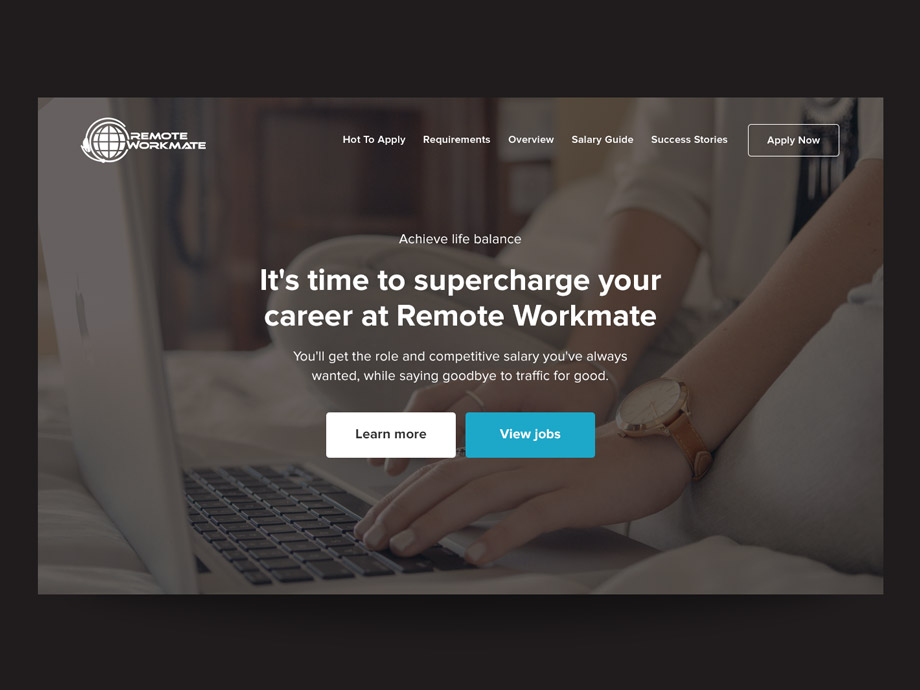 REMOTE
WORKMATE
Hot To Apply
Requirements
Overview
Salary Guide
Success Stories
Apply Now
Achieve life balance
It's time to supercharge your
career at Remote Workmate
You'll get the role and competitive salary you've always
wanted, while saying goodbye to traffic for good.
Learn more
View jobs